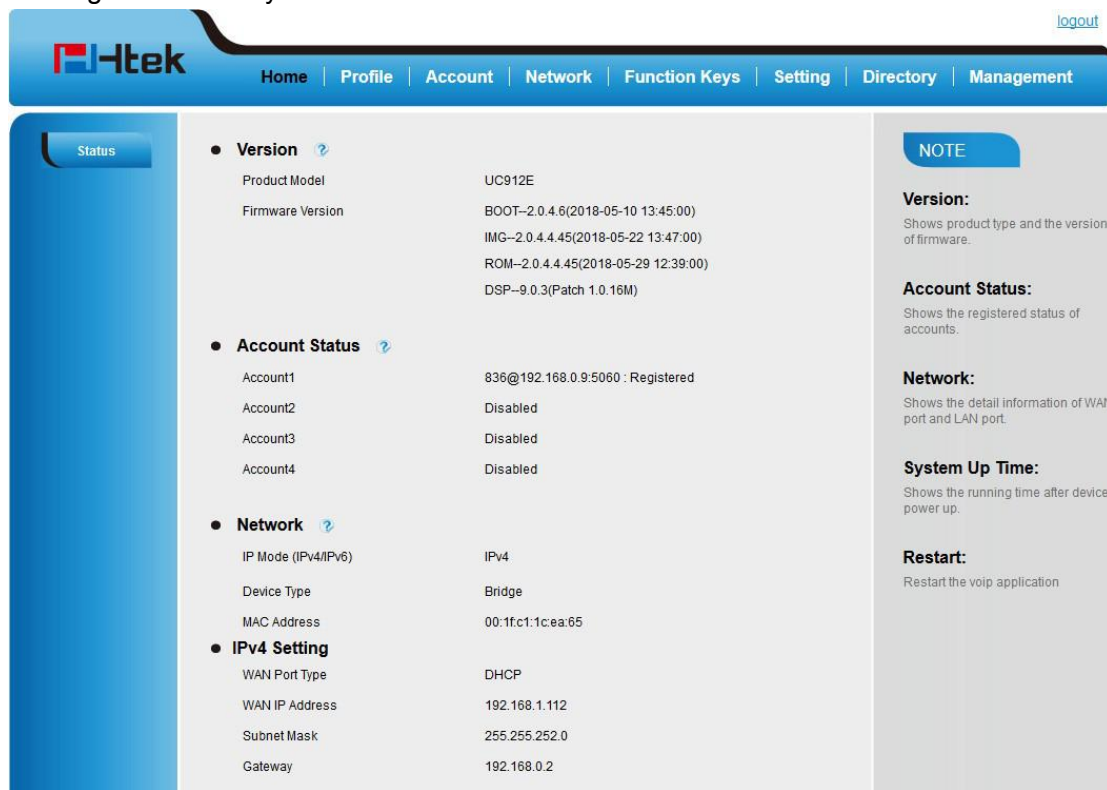 logout
Htek
Home | Profile | Account | Network | Function Keys | Setting | Directory | Management
Status
Version
Product Model UC912E
Firmware Version BOOT--2.0.4.6(2018-05-10 13:45:00)
IMG--2.0.4.4.45(2018-05-22 13:47:00)
ROM--2.0.4.4.45(2018-05-29 12:39:00)
DSP--9.0.3(Patch 1.0.16M)
Account Status
Account1 836@192.168.0.9:5060 : Registered
Account2 Disabled
Account3 Disabled
Account4 Disabled
Network
IP Mode (IPv4/IPv6) IPv4
Device Type Bridge
MAC Address 00:1f:c1:1c:ea:65
IPv4 Setting
WAN Port Type DHCP
WAN IP Address 192.168.1.112
Subnet Mask 255.255.252.0
Gateway 192.168.0.2
NOTE
Version:
Shows product type and the version
of firmware.
Account Status:
Shows the registered status of
accounts.
Network:
Shows the detail information of WAN
port and LAN port.
System Up Time:
Shows the running time after device
power up.
Restart:
Restart the voip application